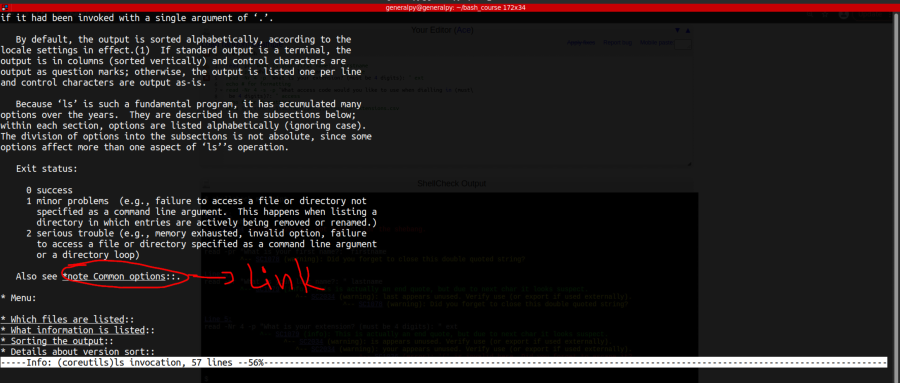 generalpy@generalpy: ~/bash_course 172x34
if it had been invoked with a single argument of ‘.’.
By default, the output is sorted alphabetically, according to the
locale settings in effect.(1)  If standard output is a terminal, the
output is in columns (sorted vertically) and control characters are
output as question marks; otherwise, the output is listed one per line
and control characters are output as-is.
Because ‘ls’ is such a fundamental program, it has accumulated many
options over the years.  They are described in the subsections below;
within each section, options are listed alphabetically (ignoring case).
The division of options into the subsections is not absolute, since some
options affect more than one aspect of ‘ls’’s operation.
Exit status:
0 success
1 minor problems  (e.g., failure to access a file or directory not
specified as a command line argument.  This happens when listing a
directory in which entries are actively being removed or renamed.)
2 serious trouble (e.g., memory exhausted, invalid option, failure
to access a file or directory specified as a command line argument
or a directory loop)
Also see *note Common options::.
Link
* Menu:
* Which files are listed::
* What information is listed::
* Sorting the output::
* Details about version sort::
-----Info: (coreutils)ls invocation, 57 lines --56%-----
Your Editor (Ace)
ShellCheck Output